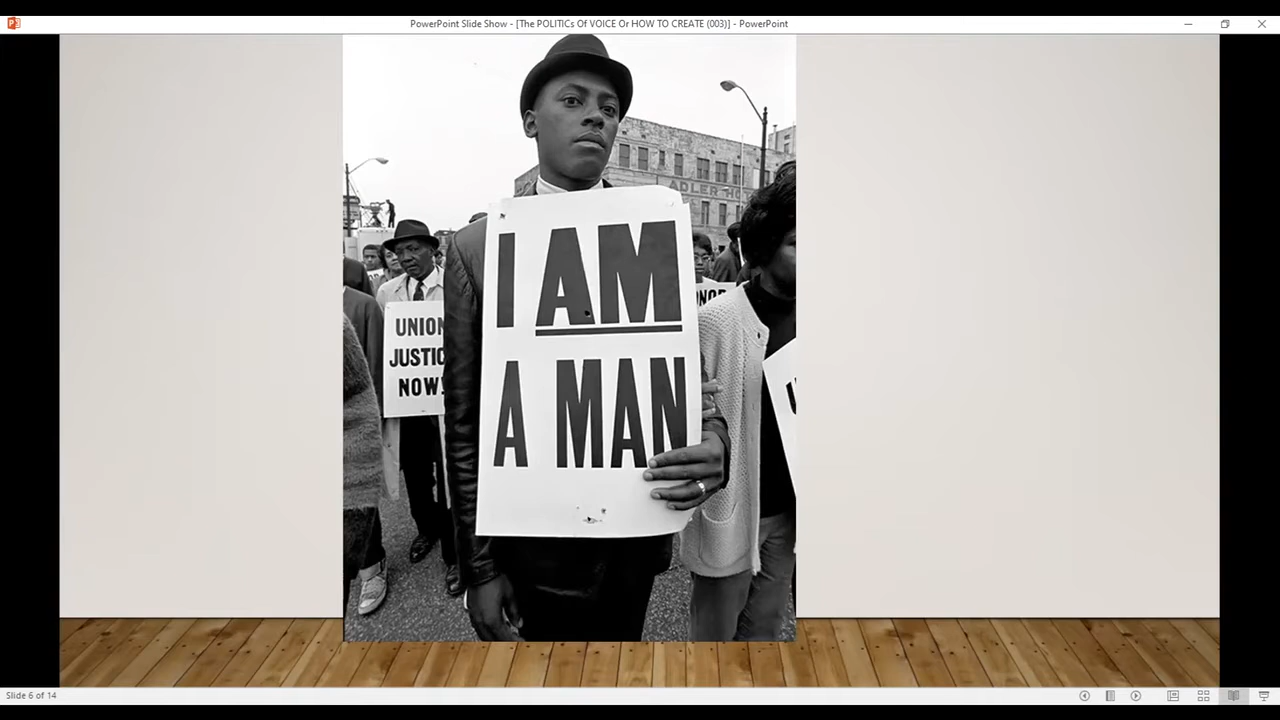 PowerPoint Slide Show - [The POLITICs Of VOICE Or HOW TO CREATE (003)] - PowerPoint
ADLER
I AM
A MAN
UNION
JUSTIC
NOW!
Slide 6 of 14